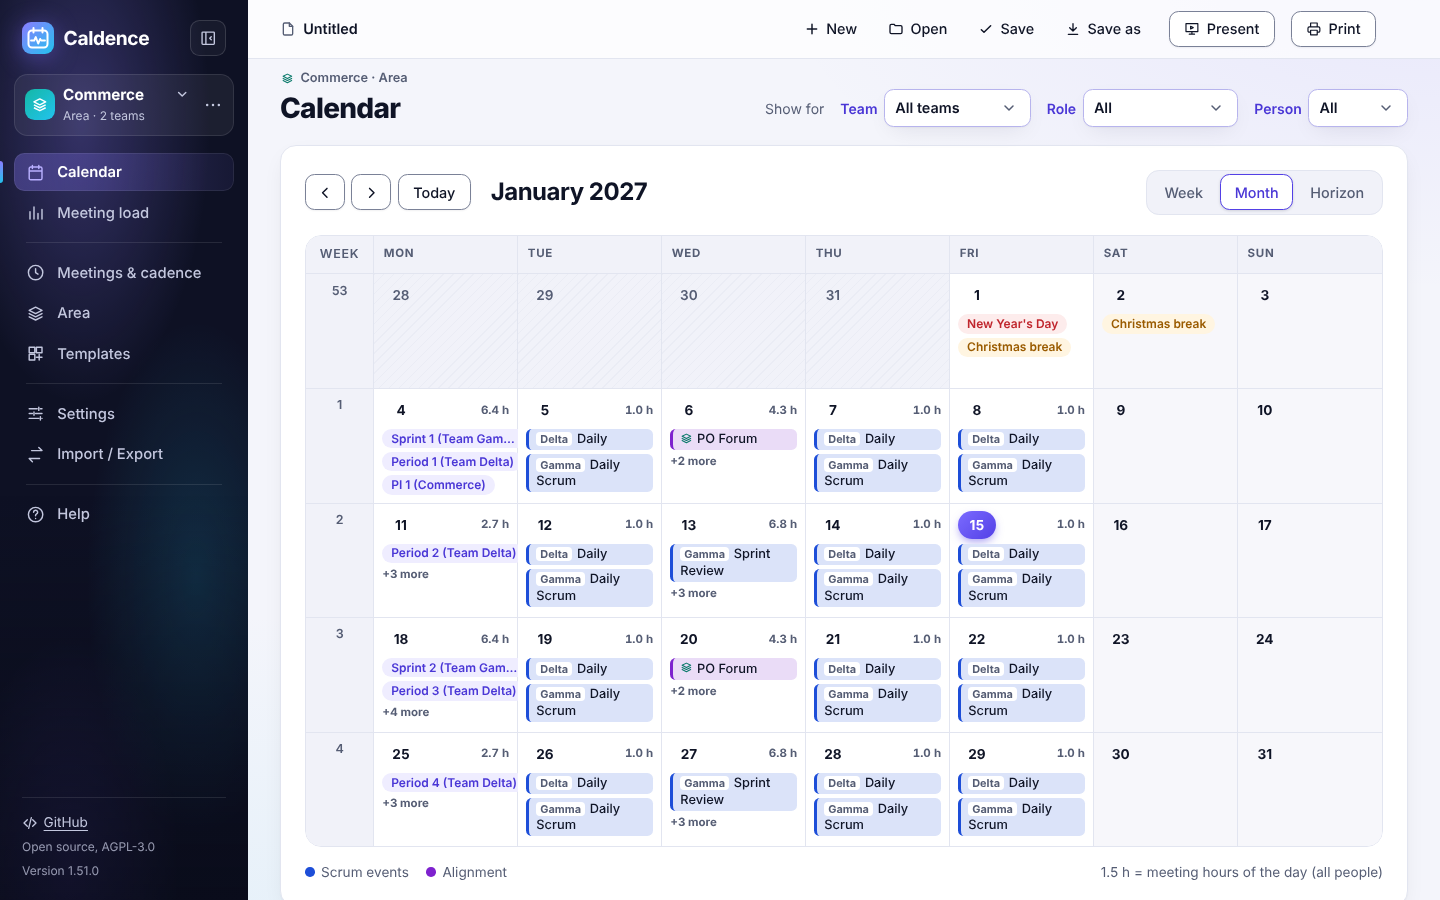 Caldence
Commerce
Area · 2 teams
Calendar
Meeting load
Meetings & cadence
Area
Templates
Settings
Import / Export
Help
GitHub
Open source, AGPL-3.0
Version 1.51.0
Untitled
New Open Save Save as Present Print
Commerce · Area
Calendar
Show for Team All teams Role All Person All
Today January 2027
Week Month Horizon
WEEK MON TUE WED THU FRI SAT SUN
53 28 29 30 31 1 2 3
New Year's Day Christmas break
Christmas break
1 4 6.4 h 5 1.0 h 6 4.3 h 7 1.0 h 8 1.0 h 9 10
Sprint 1 (Team Gam... Delta Daily PO Forum Delta Daily Delta Daily
Period 1 (Team Delta) Gamma Daily +2 more Gamma Daily Gamma Daily
Scrum Scrum Scrum
PI 1 (Commerce)
2 11 2.7 h 12 1.0 h 13 6.8 h 14 1.0 h 15 1.0 h 16 17
Period 2 (Team Delta) Delta Daily Gamma Sprint Delta Daily Delta Daily
+3 more Gamma Daily Review Gamma Daily Gamma Daily
Scrum +3 more Scrum Scrum
3 18 6.4 h 19 1.0 h 20 4.3 h 21 1.0 h 22 1.0 h 23 24
Sprint 2 (Team Gam... Delta Daily PO Forum Delta Daily Delta Daily
Period 3 (Team Delta) Gamma Daily +2 more Gamma Daily Gamma Daily
+4 more Scrum Scrum Scrum
4 25 2.7 h 26 1.0 h 27 6.8 h 28 1.0 h 29 1.0 h 30 31
Period 4 (Team Delta) Delta Daily Gamma Sprint Delta Daily Delta Daily
+3 more Gamma Daily Review Gamma Daily Gamma Daily
Scrum +3 more Scrum Scrum
Scrum events Alignment 1.5 h = meeting hours of the day (all people)